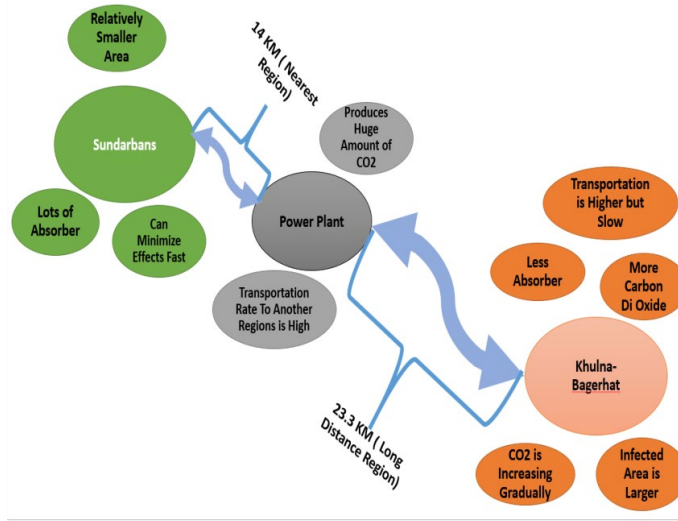 Relatively
Smaller
Area
14 KM ( Nearest
Region)
Sundarbans
Produces
Huge
Amount of
CO2
Lots of
Absorber
Can
Minimize
Effects Fast
Power Plant
Transportation
is Higher but
Slow
Less
Absorber
More
Carbon
Di Oxide
Transportation
Rate To Another
Regions is High
Khulna-
Bagerhat
23.3 KM ( Long
Distance Region)
CO2 is
Increasing
Gradually
Infected
Area is
Larger